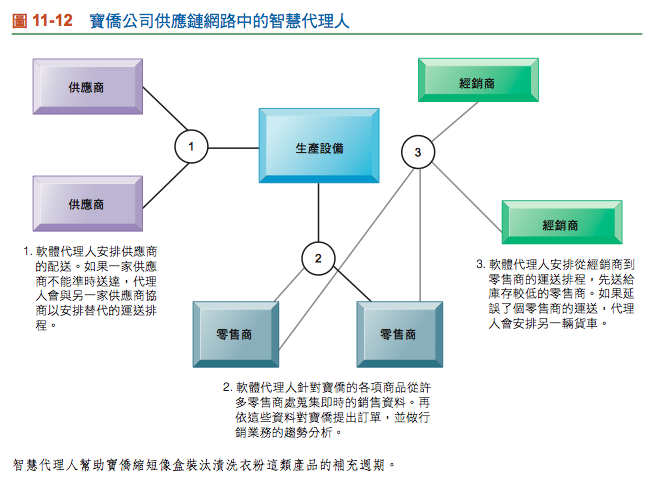 圖 11-12 寶僑公司供應鏈網路中的智慧代理人
供應商
經銷商
1
生產設備
3
供應商
經銷商
1. 軟體代理人安排供應商
的配送。如果一家供應
商不能準時送達，代理
人會與另一家供應商協
商以安排替代的運送排
程。
2
3. 軟體代理人安排從經銷商到
零售商的運送排程，先送給
庫存較低的零售商。如果延
誤了個零售商的運送，代理
人會安排另一輛貨車。
零售商
零售商
2. 軟體代理人針對寶僑的各項商品從許
多零售商處蒐集即時的銷售資料。再
依這些資料對寶僑提出訂單，並做行
銷業務的趨勢分析。
智慧代理人幫助寶僑縮短像盒裝汰漬洗衣粉這類產品的補充週期。